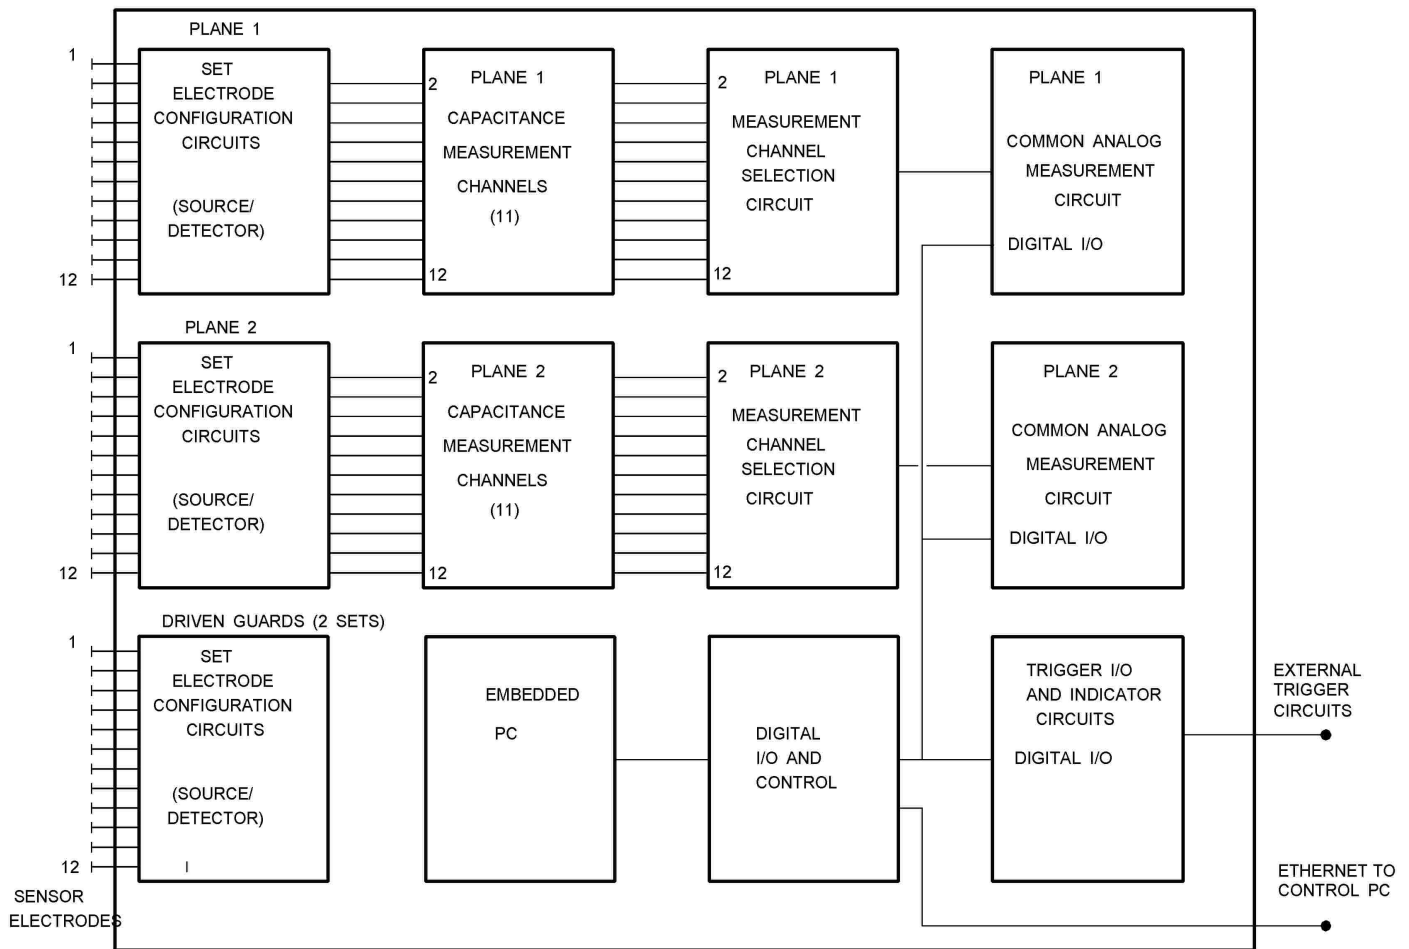 PLANE 1
1
SET
ELECTRODE
CONFIGURATION
CIRCUITS
(SOURCE/
DETECTOR)
12
2
PLANE 1
CAPACITANCE
MEASUREMENT
CHANNELS
(11)
12
2
PLANE 1
MEASUREMENT
CHANNEL
SELECTION
CIRCUIT
12
PLANE 1
COMMON ANALOG
MEASUREMENT
CIRCUIT
DIGITAL I/O
PLANE 2
1
SET
ELECTRODE
CONFIGURATION
CIRCUITS
(SOURCE/
DETECTOR)
12
2
PLANE 2
CAPACITANCE
MEASUREMENT
CHANNELS
(11)
12
2
PLANE 2
MEASUREMENT
CHANNEL
SELECTION
CIRCUIT
12
PLANE 2
COMMON ANALOG
MEASUREMENT
CIRCUIT
DIGITAL I/O
DRIVEN GUARDS (2 SETS)
1
SET
ELECTRODE
CONFIGURATION
CIRCUITS
(SOURCE/
DETECTOR)
12
I
SENSOR
ELECTRODES
EMBEDDED
PC
DIGITAL
I/O AND
CONTROL
TRIGGER I/O
AND INDICATOR
CIRCUITS
DIGITAL I/O
EXTERNAL
TRIGGER
CIRCUITS
ETHERNET TO
CONTROL PC